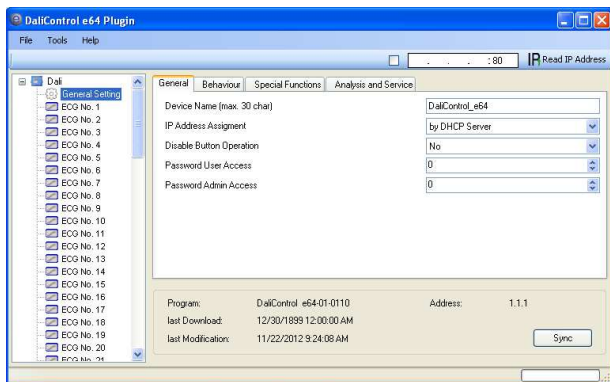 DaliControl e64 Plugin
File Tools Help
. . . :80 IP Read IP Address
Dali
General Setting
ECG No. 1
ECG No. 2
ECG No. 3
ECG No. 4
ECG No. 5
ECG No. 6
ECG No. 7
ECG No. 8
ECG No. 9
ECG No. 10
ECG No. 11
ECG No. 12
ECG No. 13
ECG No. 14
ECG No. 15
ECG No. 16
ECG No. 17
ECG No. 18
ECG No. 19
ECG No. 20
ECG No. 21
General Behaviour Special Functions Analysis and Service
Device Name (max. 30 char) DaliControl_e64
IP Address Assigment by DHCP Server
Disable Button Operation No
Password User Access 0
Password Admin Access 0
Program: DaliControl e64-01-0110 Address: 1.1.1
last Download: 12/30/1899 12:00:00 AM
last Modification: 11/22/2012 9:24:08 AM Sync